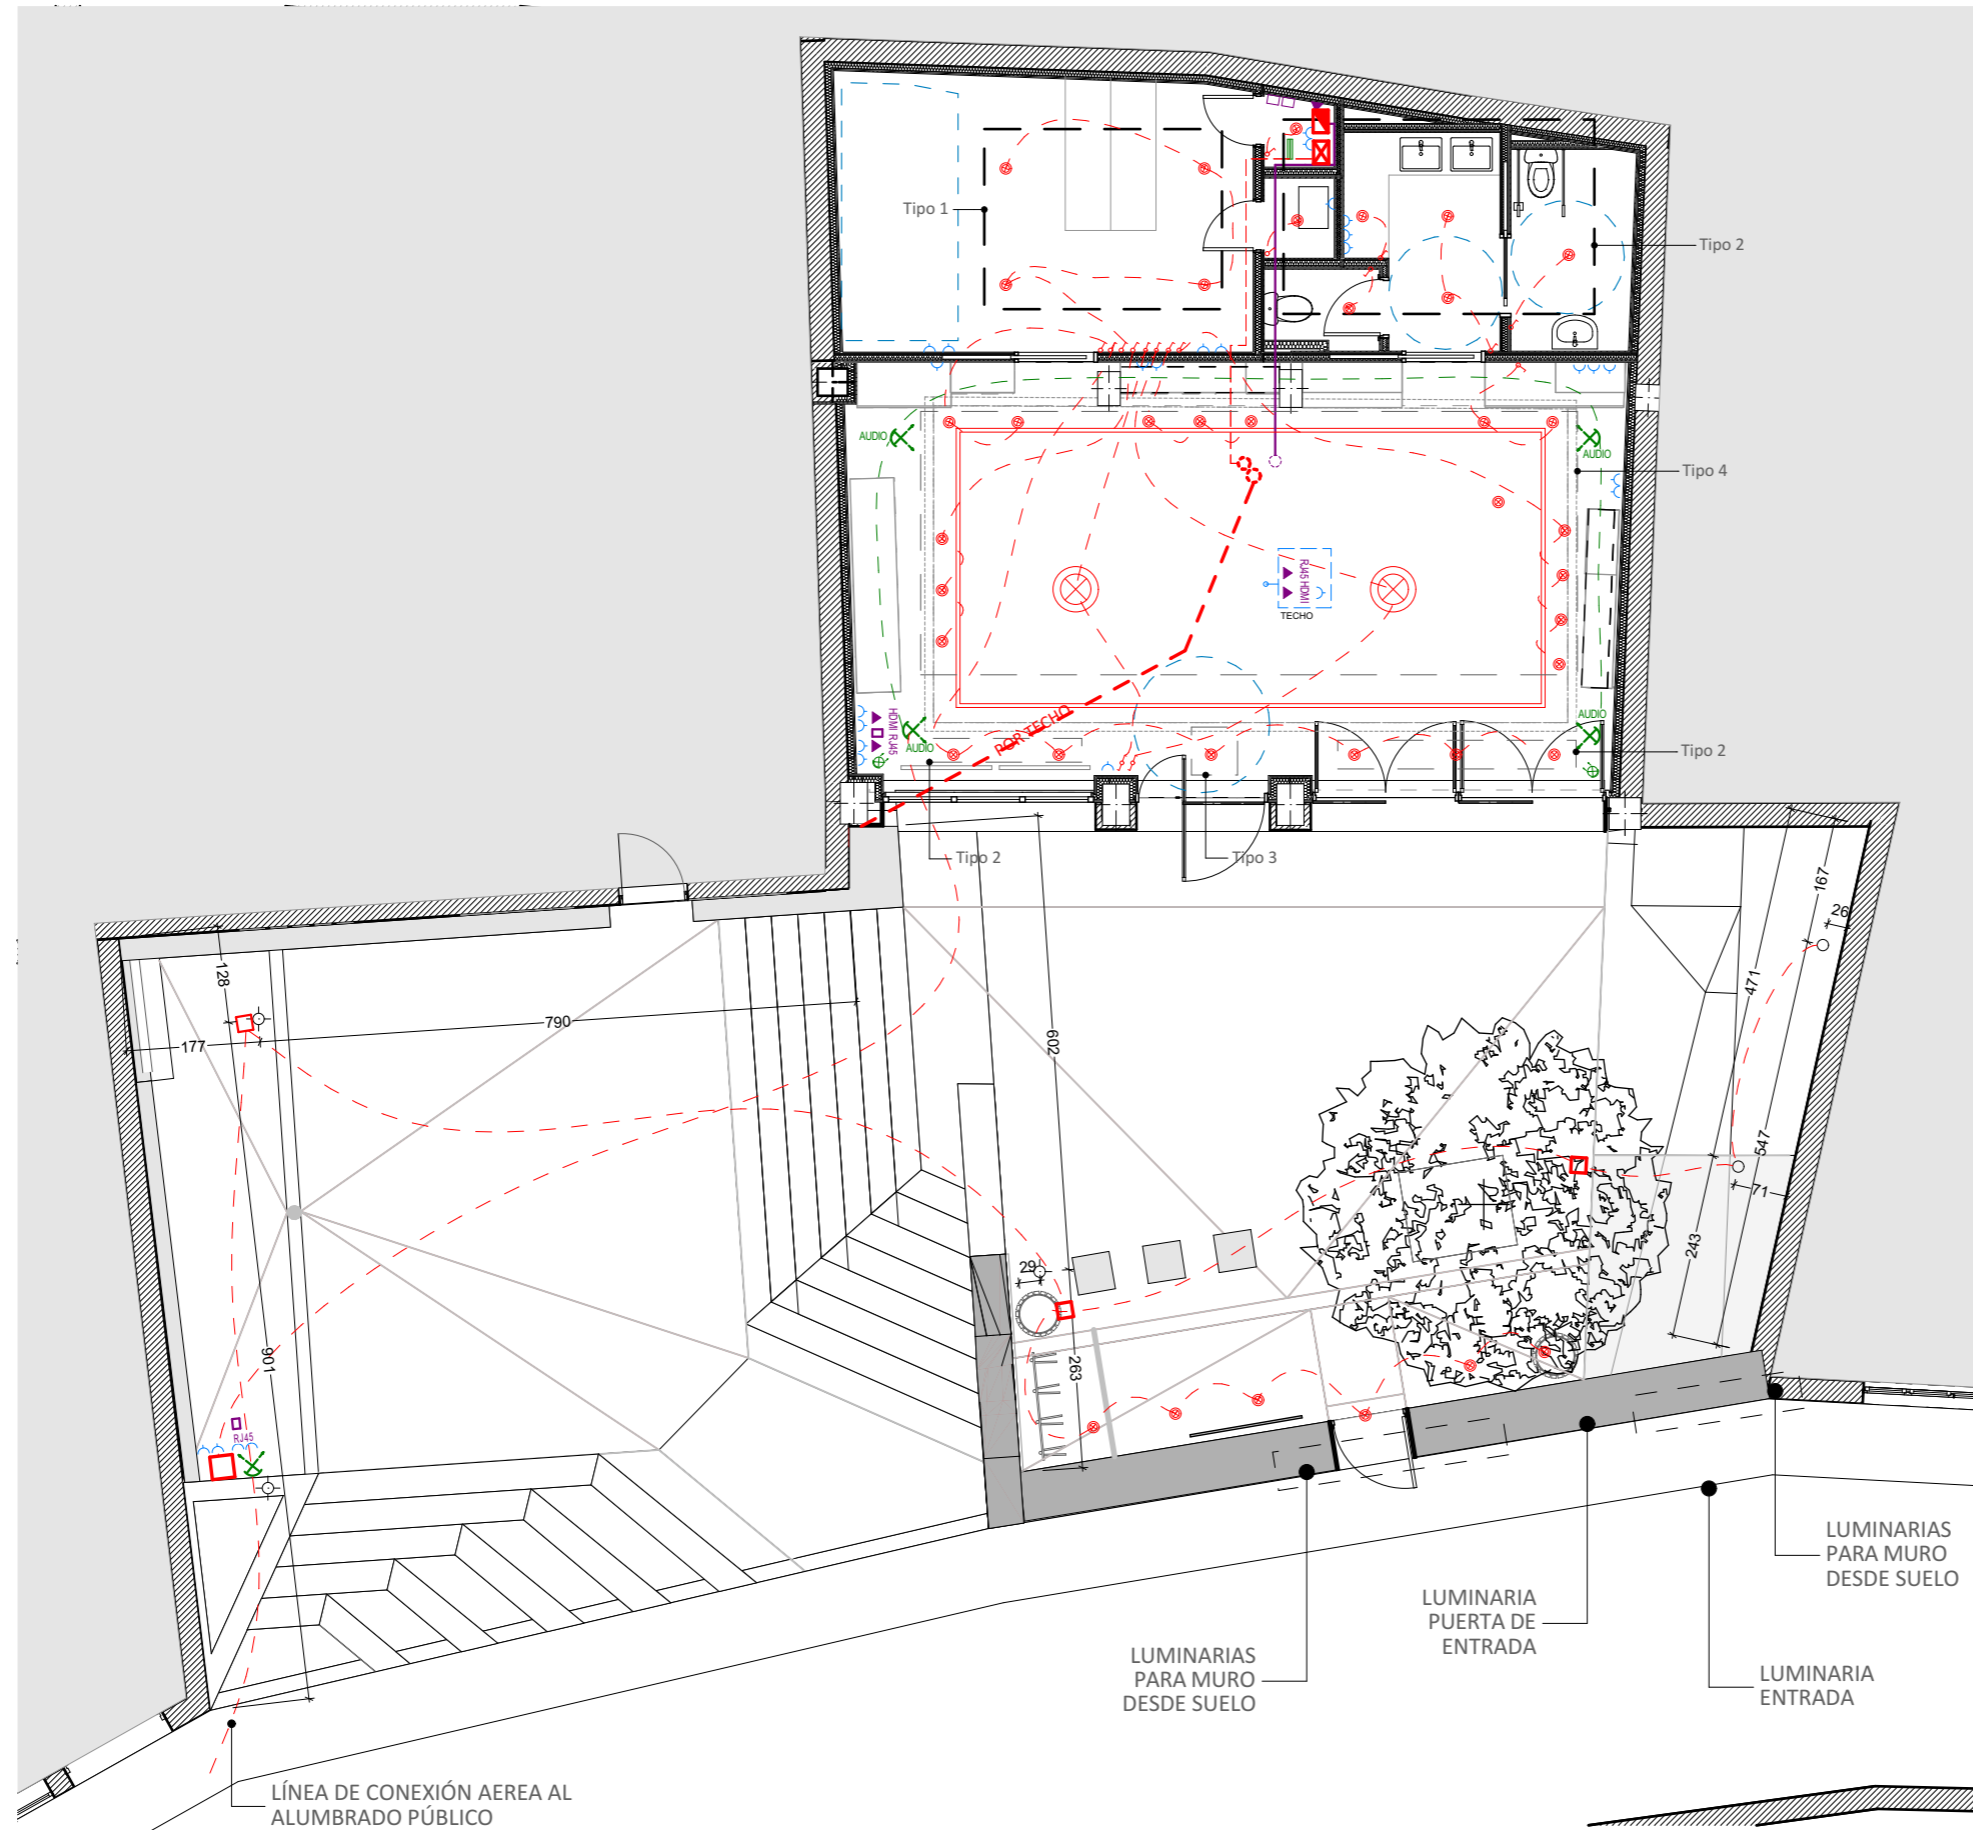 Tipo 1
Tipo 2
AUDIO
AUDIO
Tipo 4
RJ45 HDMI
TECHO
HDMI RJ45
AUDIO
POR TECHO
AUDIO
Tipo 2
Tipo 2
Tipo 3
167
26
128
471
790
177
602
547
71
243
29
901
263
RJ45
LUMINARIAS
PARA MURO
DESDE SUELO
LUMINARIA
PUERTA DE
ENTRADA
LUMINARIAS
PARA MURO
DESDE SUELO
LUMINARIA
ENTRADA
LÍNEA DE CONEXIÓN AEREA AL
ALUMBRADO PÚBLICO